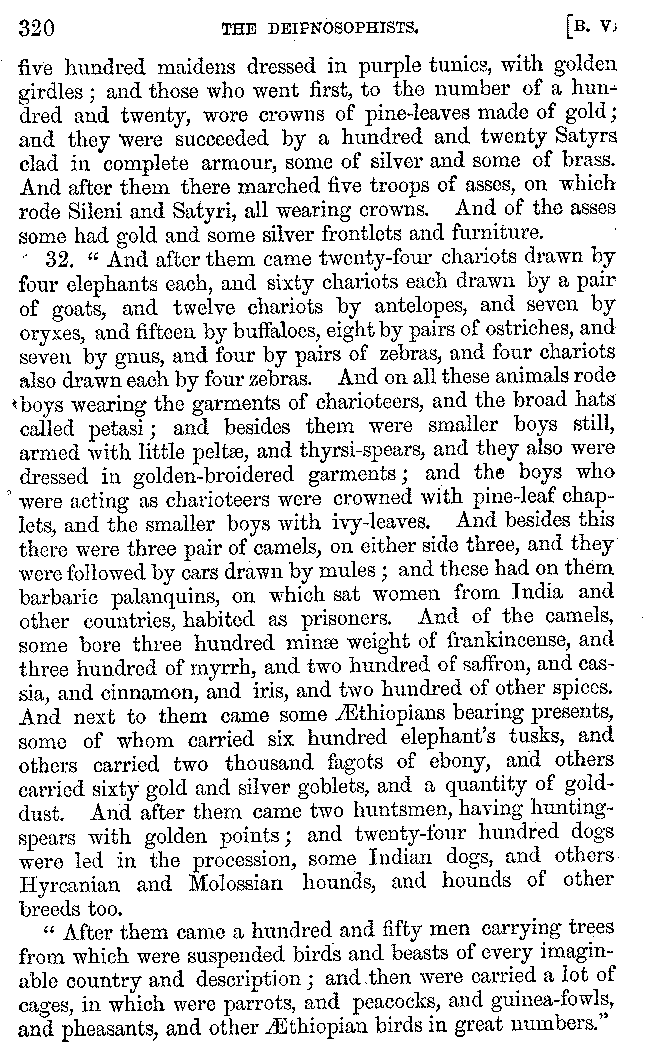 320 THE DEIPNOSOPHISTS. [B. V.
five hundred maidens dressed in purple tunics, with golden
girdles ; and those who went first, to the number of a hun-
dred and twenty, wore crowns of pine-leaves made of gold ;
and they were succeeded by a hundred and twenty Satyrs
clad in complete armour, some of silver and some of brass.
And after them there marched five troops of asses, on which
rode Sileni and Satyri, all wearing crowns. And of the asses
some had gold and some silver frontlets and furniture.
32. “ And after them came twenty-four chariots drawn by
four elephants each, and sixty chariots each drawn by a pair
of goats, and twelve chariots by antelopes, and seven by
oryxes, and fifteen by buffaloes, eight by pairs of ostriches, and
seven by gnus, and four by pairs of zebras, and four chariots
also drawn each by four zebras. And on all these animals rode
boys wearing the garments of charioteers, and the broad hats
called petasi ; and besides them were smaller boys still,
armed with little peltæ, and thyrsi-spears, and they also were
dressed in golden-broidered garments ; and the boys who
were acting as charioteers were crowned with pine-leaf chap-
lets, and the smaller boys with ivy-leaves. And besides this
there were three pair of camels, on either side three, and they
were followed by cars drawn by mules ; and these had on them
barbaric palanquins, on which sat women from India and
other countries, habited as prisoners. And of the camels,
some bore three hundred minæ weight of frankincense, and
three hundred of myrrh, and two hundred of saffron, and cas-
sia, and cinnamon, and iris, and two hundred of other spices.
And next to them came some Æthiopians bearing presents,
some of whom carried six hundred elephant's tusks, and
others carried two thousand fagots of ebony, and others
carried sixty gold and silver goblets, and a quantity of gold-
dust. And after them came two huntsmen, having hunting-
spears with golden points ; and twenty-four hundred dogs
were led in the procession, some Indian dogs, and others
Hyrcanian and Molossian hounds, and hounds of other
breeds too.
“ After them came a hundred and fifty men carrying trees
from which were suspended birds and beasts of every imagin-
able country and description ; and then were carried a lot of
cages, in which were parrots, and peacocks, and guinea-fowls,
and pheasants, and other Æthiopian birds in great numbers.”